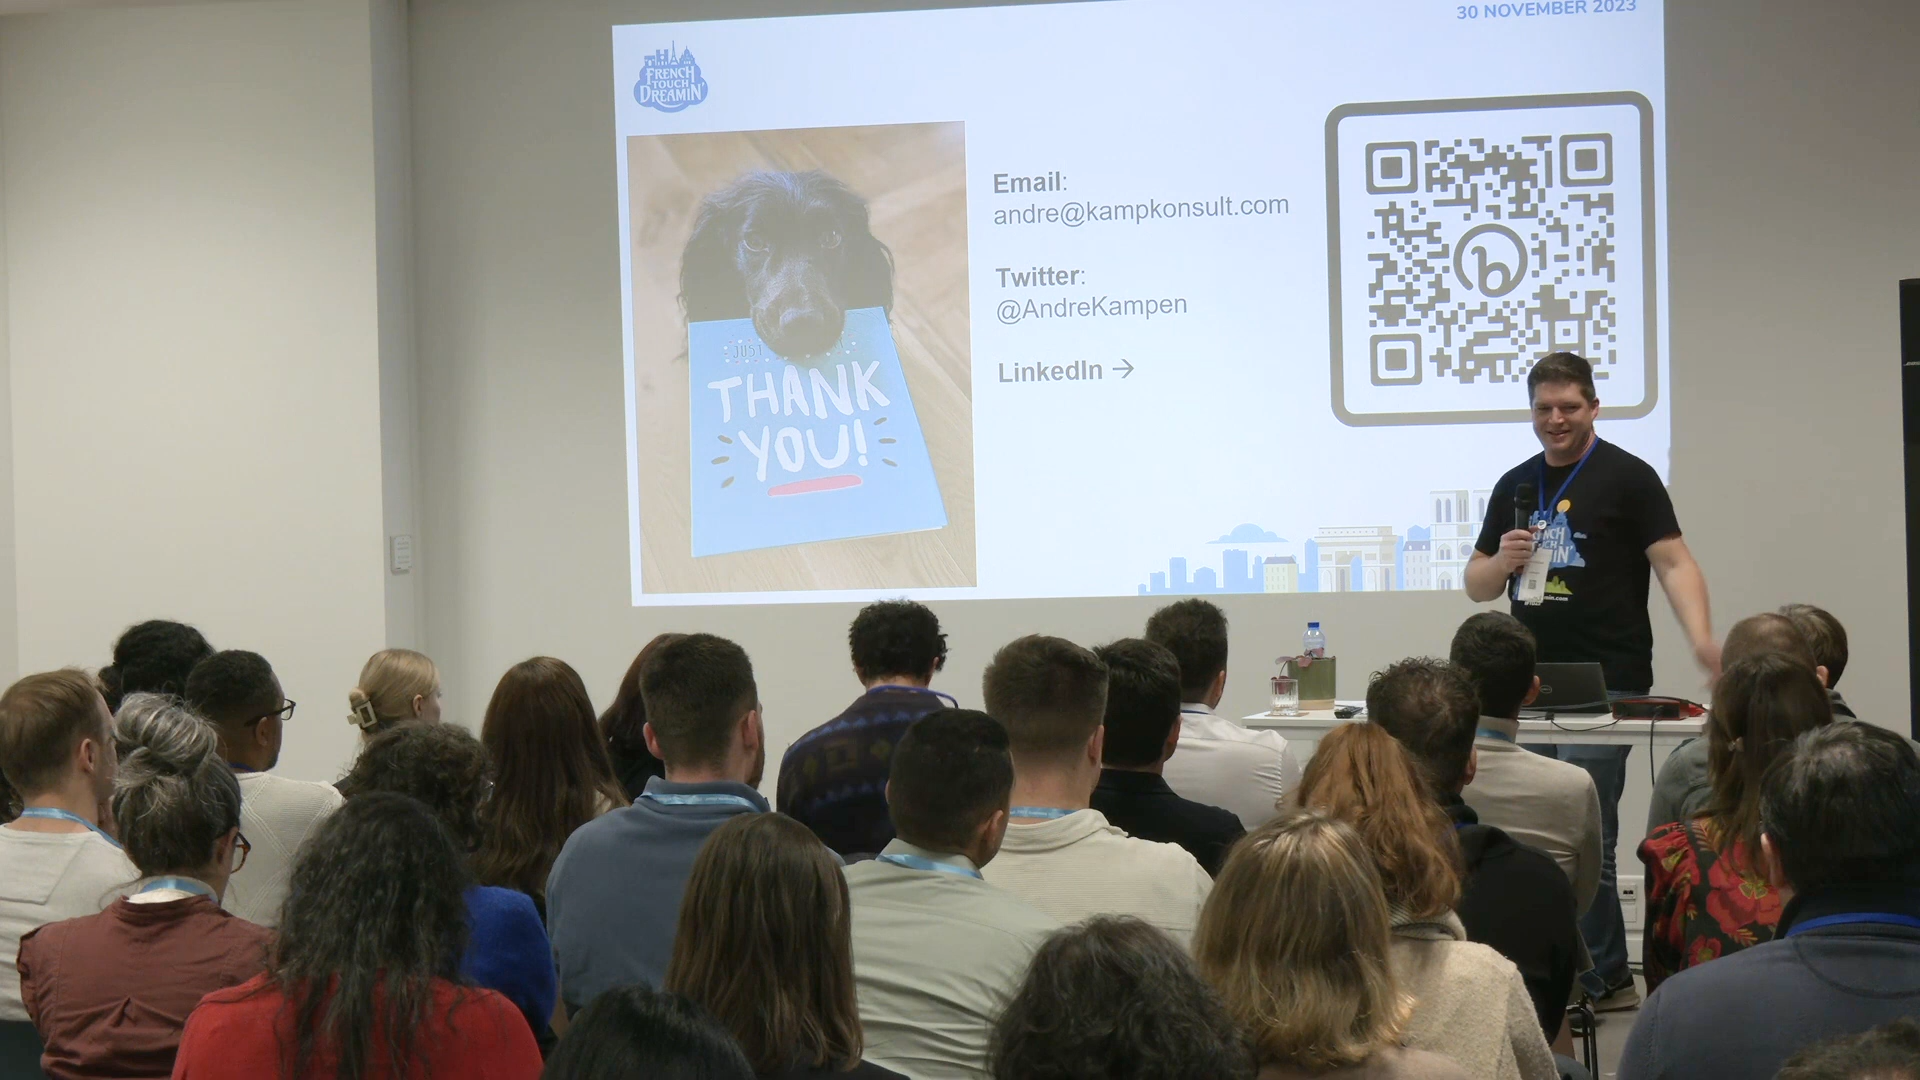 30 NOVEMBER 2023
FRENCH
TOUCH
DREAMIN'
Email:
andre@kampkonsult.com
Twitter:
@AndreKampen
LinkedIn →
JUST
THANK
YOU!
b